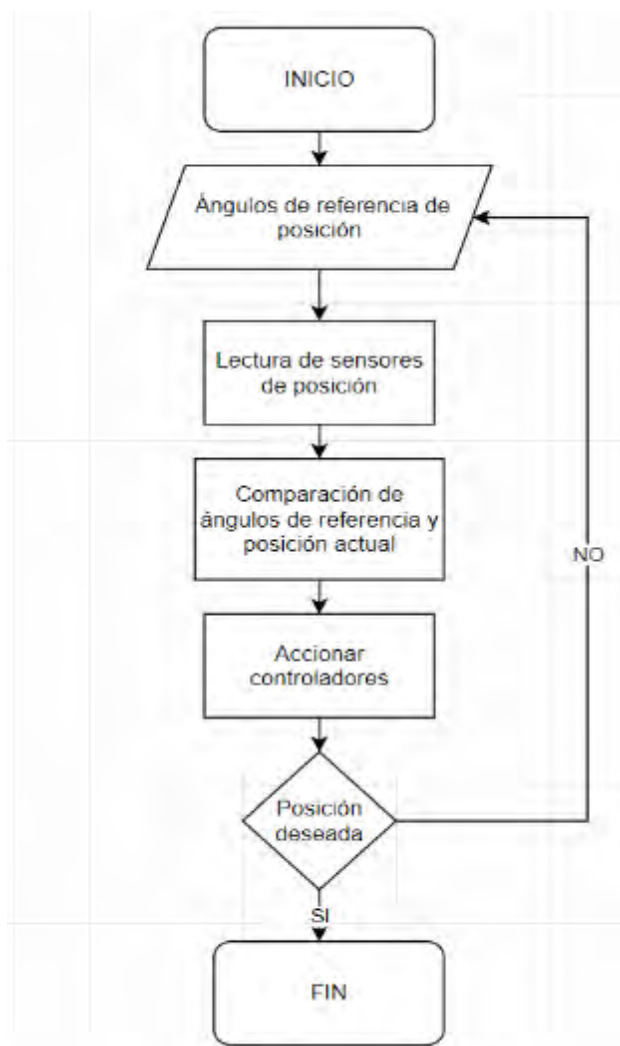 INICIO
Ángulos de referencia de
posición
Lectura de sensores
de posición
Comparación de
ángulos de referencia y
posición actual
NO
Accionar
controladores
Posición
deseada
SI
FIN